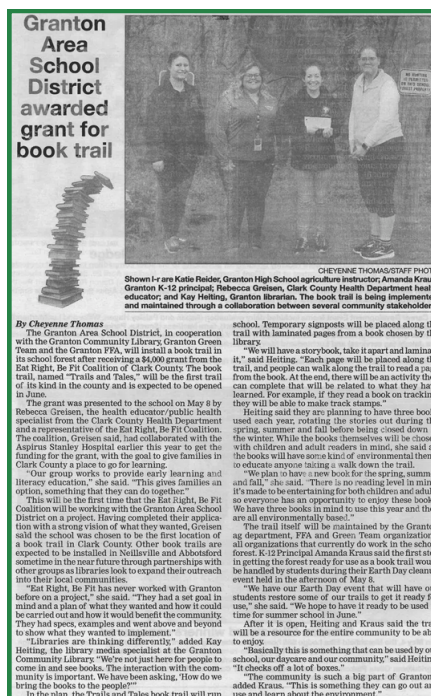 Granton
Area
School
District
awarded
grant for
book trail
CHEYENNE THOMAS/STAFF
Shown l-r are Katie Reider, Granton High School agriculture instructor; Amanda
Granton K-12 principal; Rebecca Greisen, Clark County Health Department
educator; and Kay Heiting, Granton librarian. The book trail is being
and maintained through a collaboration between several community
By Cheyenne Thomas
The Granton Area School District, in cooperation
with the Granton Community Library, Granton Green
Team and the Granton FFA, will install a book trail in
its school forest after receiving a $4,000 grant from the
Eat Right, Be Fit Coalition of Clark County. The book
trail, named "Trails and Tales," will be the first trail
of its kind in the county and is expected to be opened
in June.
The grant was presented to the school on May 8 by
Rebecca Greisen, the health educator/public health
specialist from the Clark County Health Department
and a representative of the Eat Right, Be Fit Coalition.
The coalition, Greisen said, had collaborated with the
Aspirus Stanley Hospital earlier this year to get the
funding for the grant, with the goal to give families in
Clark County a place to go for learning.
"Our group works to provide early learning and
literacy education," she said. "This gives families an
option, something that they can do together."
This will be the first time that the Eat Right, Be Fit
Coalition will be working with the Granton Area School
District on a project. Having completed their applica-
tion with a strong vision of what they wanted, Greisen
said the school was chosen to be the first location of
a book trail in Clark County. Other book trails are
expected to be installed in Neillsville and Abbotsford
sometime in the near future through partnerships with
other groups as libraries look to expand their outreach
into their local communities.
"Eat Right, Be Fit has never worked with Granton
before on a project," she said. "They had a set goal in
mind and a plan of what they wanted and how it could
be carried out and how it would benefit the community.
They had specs, examples and went above and beyond
to show what they wanted to implement."
"Libraries are thinking differently," added Kay
Heiting, the library media specialist at the Granton
Community Library. "We're not just here for people to
come in and see books. The interaction with the com-
munity is important. We have been asking, 'How do we
bring the books to the people?'"
In the plan, the Trails and Tales book trail will run
school. Temporary signposts will be placed along
trail with laminated pages from a book chosen by
library.
"We will have a storybook, take it apart and
it," said Heiting. "Each page will be placed along
trail, and people can walk along the trail to read a
from the book. At the end, there will be an activity
can complete that will be related to what they
learned. For example, if they read a book on
they will be able to make track stamps."
Heiting said they are planning to have three
used each year, rotating the stories out during
spring, summer and fall before being closed down
the winter. While the books themselves will be
with children and adult readers in mind, she said
the books will have some kind of environmental
to educate anyone taking a walk down the trail.
"We plan to have a new book for the spring,
and fall," she said. "There is no reading level in
it's made to be entertaining for both children and
so everyone has an opportunity to enjoy these
We have three books in mind to use this year and
are all environmentally based."
The trail itself will be maintained by the
ag department, FFA and Green Team
all organizations that currently do work in the
forest. K-12 Principal Amanda Kraus said the first
in getting the forest ready for use as a book trail
be handled by students during their Earth Day
event held in the afternoon of May 8.
"We have our Earth Day event that will have
students restore some of our trails to get it ready
use," she said. "We hope to have it ready to be used
time for summer school in June."
After it is open, Heiting and Kraus said the
will be a resource for the entire community to be
to enjoy.
"Basically this is something that can be used by
school, our daycare and our community," said
"It checks off a lot of boxes."
"The community is such a big part of
added Kraus. "This is something they can go out
use and learn about the environment."